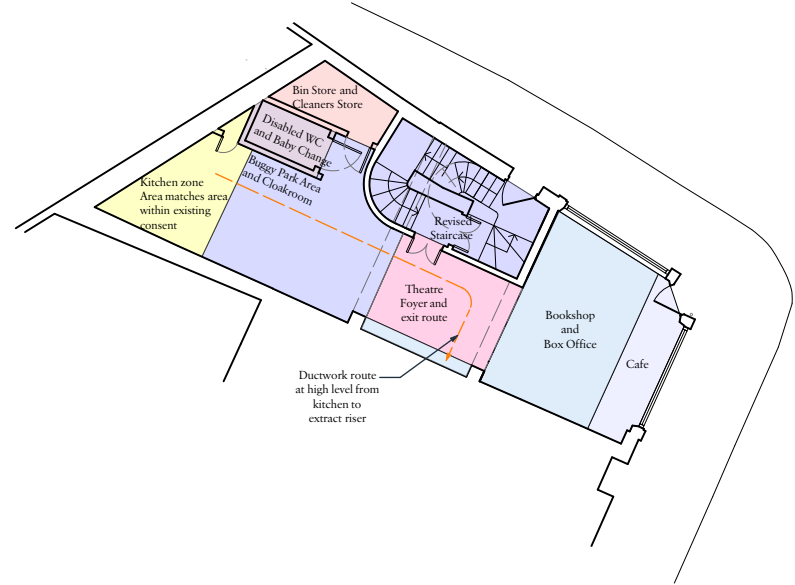 Bin Store and
Cleaners Store
Disabled WC
and Baby Change
Buggy Park Area
and Cloakroom
Kitchen zone
Area matches area
within existing
consent
Revised
Staircase
Theatre
Foyer and
exit route
Bookshop
and
Box Office
Cafe
Ductwork route
at high level from
kitchen to
extract riser